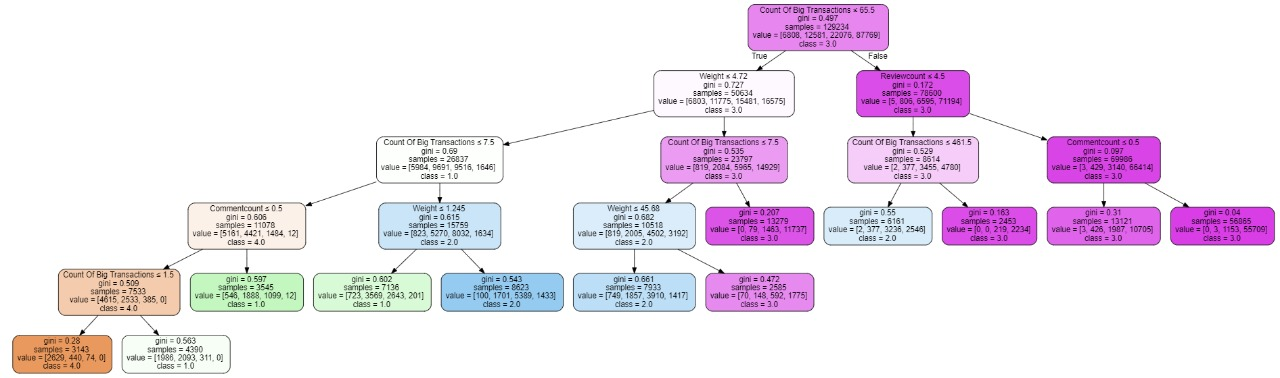 Count Of Big Transactions ≤ 65.5
gini = 0.497
samples = 129234
value = [6808, 12581, 22076, 87769]
class = 3.0
True
False
Weight ≤ 4.72
gini = 0.727
samples = 50634
value = [6803, 11775, 15481, 16575]
class = 3.0
Reviewcount ≤ 4.5
gini = 0.172
samples = 78600
value = [5, 806, 6595, 71194]
class = 3.0
Count Of Big Transactions ≤ 7.5
gini = 0.69
samples = 26837
value = [5984, 9691, 9516, 1646]
class = 1.0
Count Of Big Transactions ≤ 7.5
gini = 0.535
samples = 23797
value = [819, 2084, 5965, 14929]
class = 3.0
Count Of Big Transactions ≤ 461.5
gini = 0.529
samples = 8614
value = [2, 377, 3455, 4780]
class = 3.0
Commentcount ≤ 0.5
gini = 0.097
samples = 69986
value = [3, 429, 3140, 66414]
class = 3.0
Commentcount ≤ 0.5
gini = 0.606
samples = 11078
value = [5161, 4421, 1484, 12]
class = 4.0
Weight ≤ 1.245
gini = 0.615
samples = 15759
value = [823, 5270, 8032, 1634]
class = 2.0
Weight ≤ 45.68
gini = 0.682
samples = 10518
value = [819, 2005, 4502, 3192]
class = 2.0
gini = 0.207
samples = 13279
value = [0, 79, 1463, 11737]
class = 3.0
gini = 0.55
samples = 6161
value = [2, 377, 3236, 2546]
class = 2.0
gini = 0.163
samples = 2453
value = [0, 0, 219, 2234]
class = 3.0
gini = 0.31
samples = 13121
value = [3, 426, 1987, 10705]
class = 3.0
gini = 0.04
samples = 56865
value = [0, 3, 1153, 55709]
class = 3.0
Count Of Big Transactions ≤ 1.5
gini = 0.509
samples = 7533
value = [4615, 2533, 385, 0]
class = 4.0
gini = 0.597
samples = 3545
value = [546, 1888, 1099, 12]
class = 1.0
gini = 0.602
samples = 7136
value = [723, 3569, 2643, 201]
class = 1.0
gini = 0.543
samples = 8623
value = [100, 1701, 5389, 1433]
class = 2.0
gini = 0.661
samples = 7933
value = [749, 1857, 3910, 1417]
class = 2.0
gini = 0.472
samples = 2585
value = [70, 148, 592, 1775]
class = 3.0
gini = 0.28
samples = 3143
value = [2629, 440, 74, 0]
class = 4.0
gini = 0.563
samples = 4390
value = [1986, 2093, 311, 0]
class = 1.0